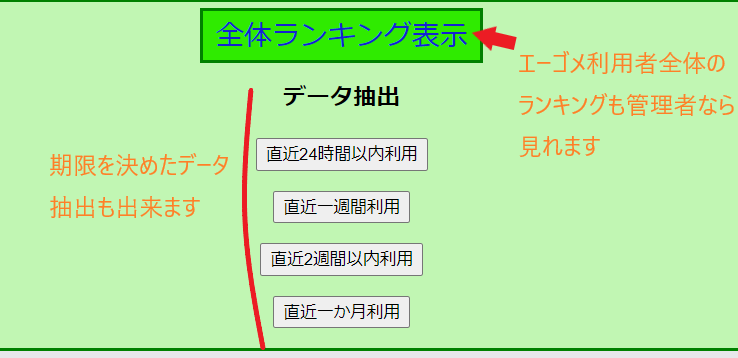 全体ランキング表示
エーゴメ利用者全体の
ランキングも管理者なら
見れます
データ抽出
期限を決めたデータ
抽出も出来ます
直近24時間以内利用
直近一週間利用
直近2週間以内利用
直近一か月利用